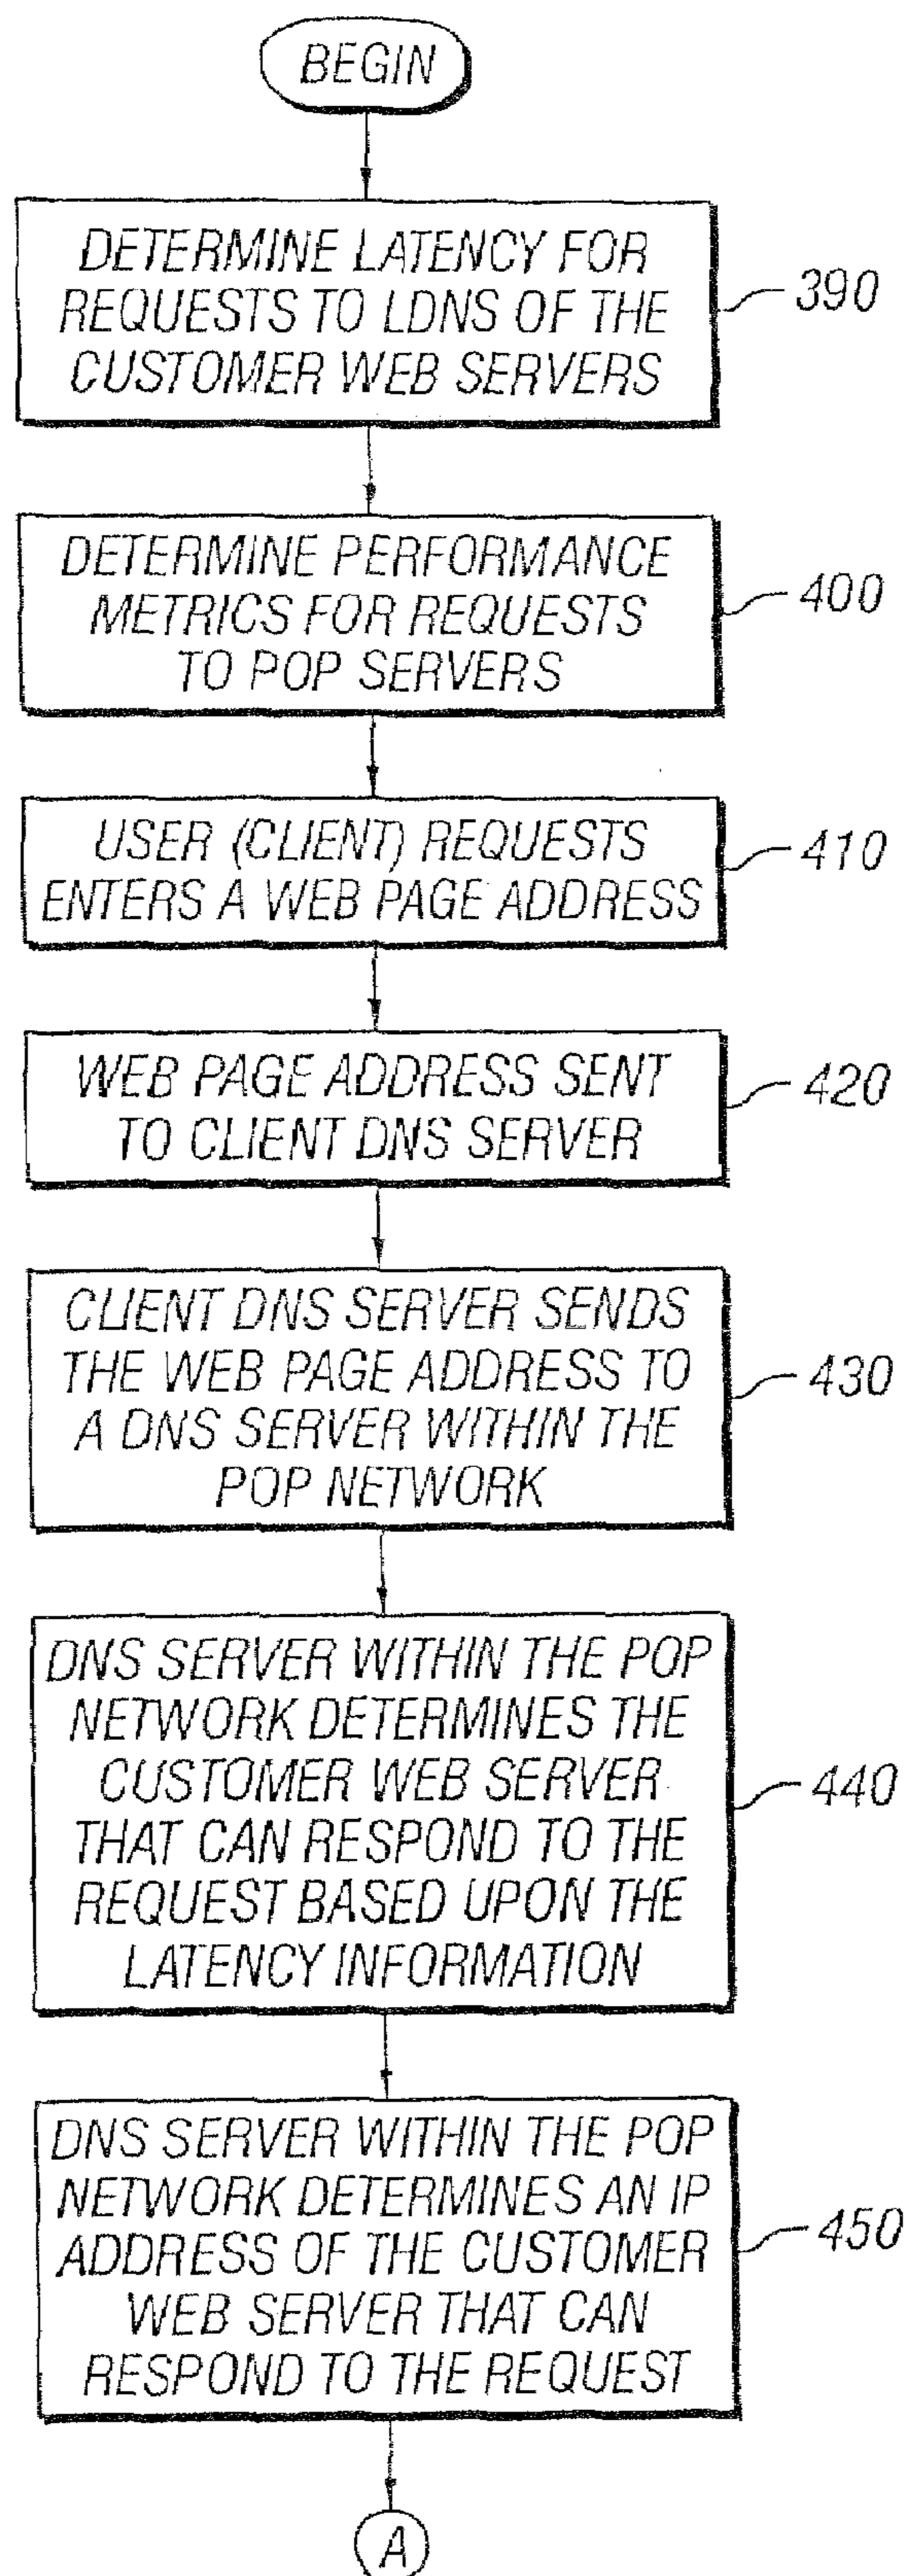 BEGIN
DETERMINE LATENCY FOR
REQUESTS TO LDNS OF THE
CUSTOMER WEB SERVERS
390
DETERMINE PERFORMANCE
METRICS FOR REQUESTS
TO POP SERVERS
400
USER (CLIENT) REQUESTS
ENTERS A WEB PAGE ADDRESS
410
WEB PAGE ADDRESS SENT
TO CLIENT DNS SERVER
420
CLIENT DNS SERVER SENDS
THE WEB PAGE ADDRESS TO
A DNS SERVER WITHIN THE
POP NETWORK
430
DNS SERVER WITHIN THE POP
NETWORK DETERMINES THE
CUSTOMER WEB SERVER
THAT CAN RESPOND TO THE
REQUEST BASED UPON THE
LATENCY INFORMATION
440
DNS SERVER WITHIN THE POP
NETWORK DETERMINES AN IP
ADDRESS OF THE CUSTOMER
WEB SERVER THAT CAN
RESPOND TO THE REQUEST
450
A